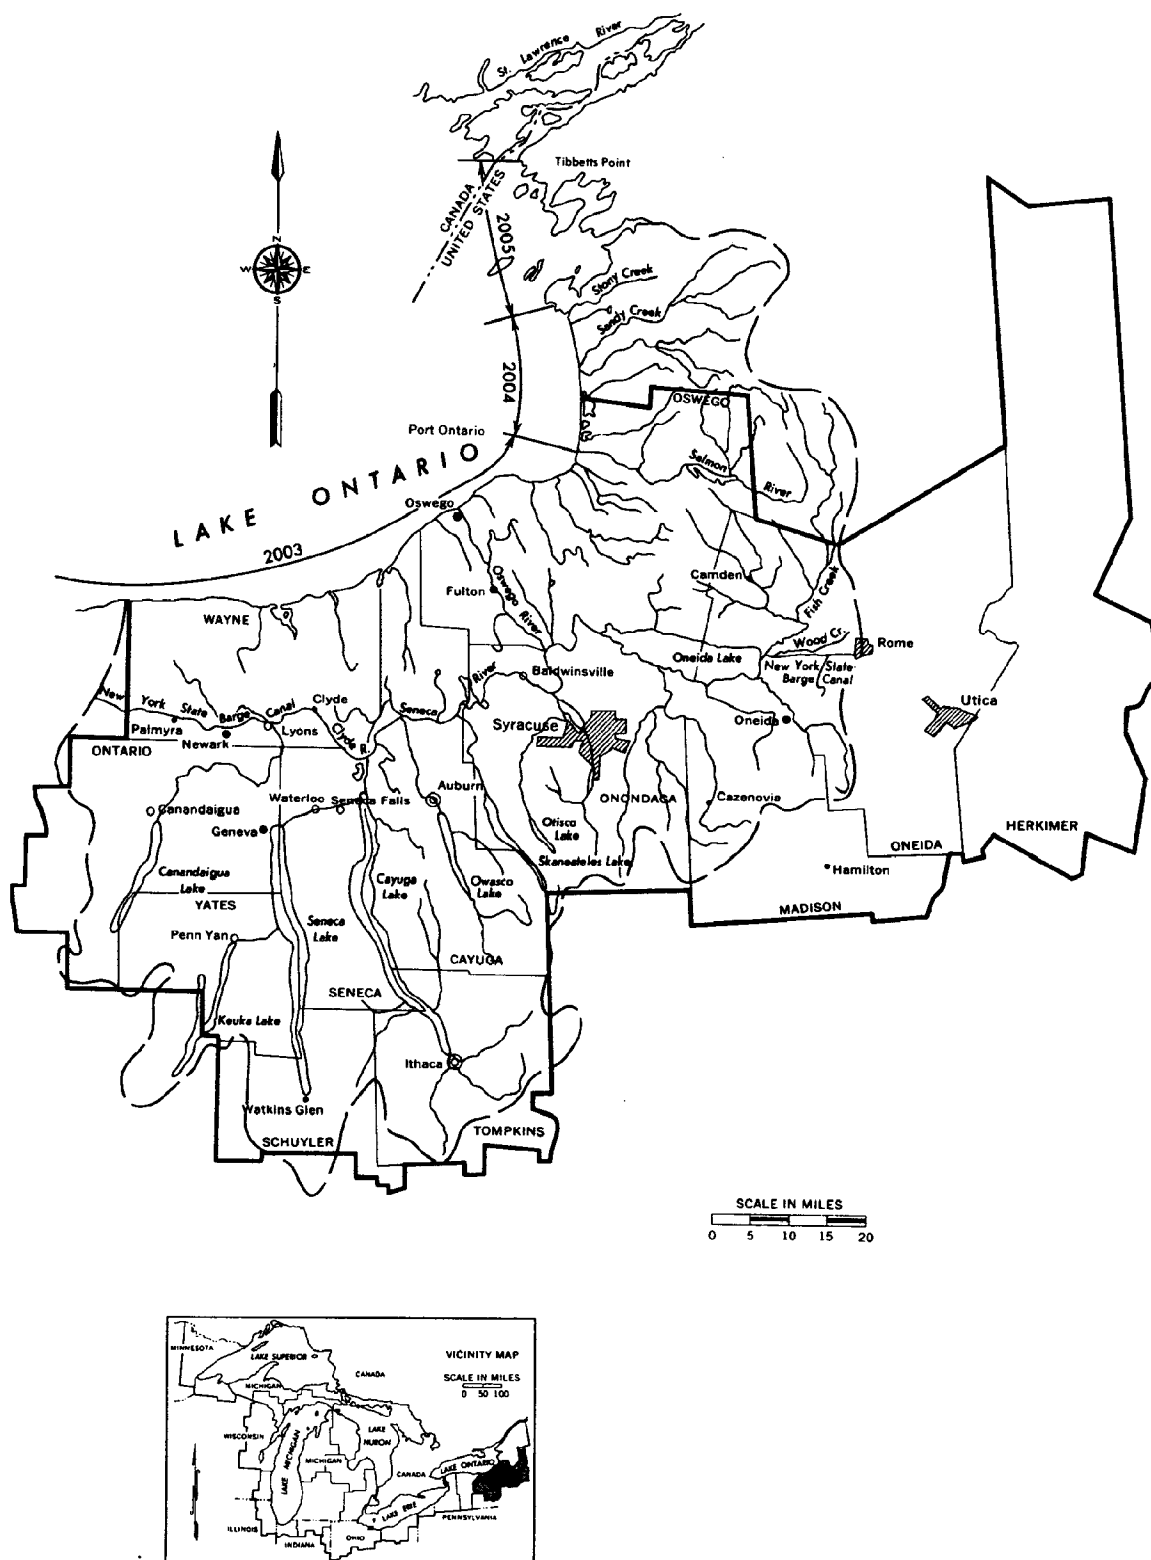 St. Lawrence River
Tibbetts Point
CANADA
UNITED STATES
2005
N
W
E
S
Stony Creek
Sandy Creek
2004
OSWEGO
Port Ontario
Salmon River
LAKE ONTARIO
Oswego
2003
Camden
Fish Creek
Fulton
Oswego River
WAYNE
Wood Cr.
Rome
Oneida Lake
New York State
Barge Canal
River
Baldwinsville
New York State Barge Canal
Clyde
Seneca
Utica
Palmyra
Lyons
Syracuse
Oneida
Newark
Clyde R.
ONTARIO
Auburn
Waterloo
Seneca Falls
ONONDAGA
Cazenovia
Canandaigua
Geneva
Otisco
Lake
HERKIMER
ONEIDA
Skaneateles Lake
Hamilton
Canandaigua
Lake
Cayuga
Lake
Owasco
Lake
YATES
MADISON
Seneca
Lake
Penn Yan
CAYUGA
SENECA
Keuka Lake
Ithaca
Watkins Glen
TOMPKINS
SCHUYLER
SCALE IN MILES
0 5 10 15 20
MINNESOTA
LAKE SUPERIOR
VICINITY MAP
CANADA
SCALE IN MILES
MICHIGAN
0 50 100
WISCONSIN
LAKE
HURON
LAKE MICHIGAN
MICHIGAN
LAKE ONTARIO
CANADA
LAKE ERIE
PENNSYLVANIA
ILLINOIS
INDIANA
OHIO